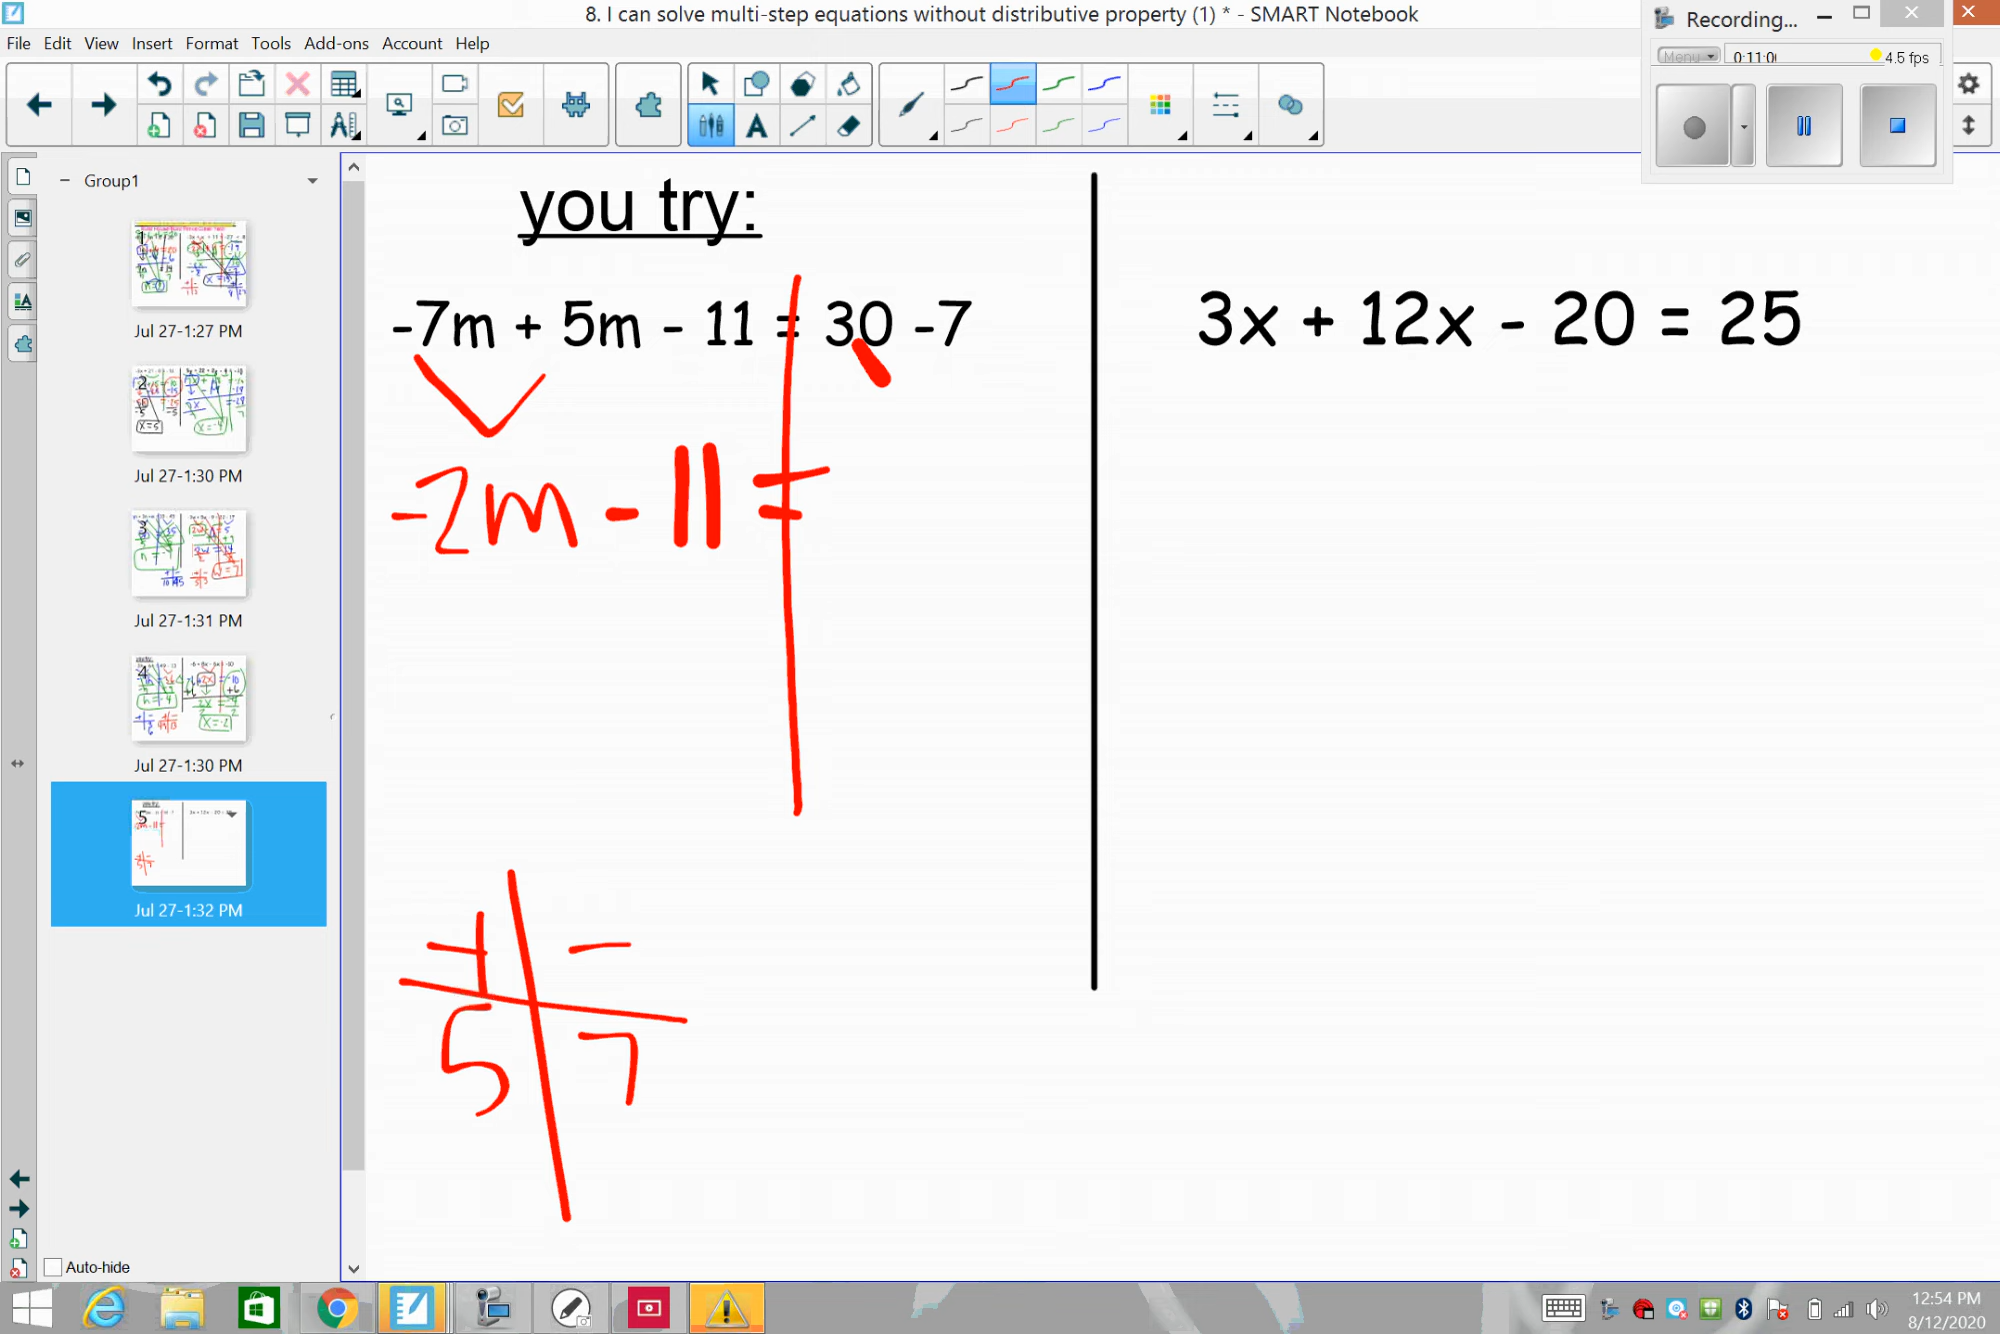 8. I can solve multi-step equations without distributive property (1) * - SMART Notebook
Recording...
File Edit View Insert Format Tools Add-ons Account Help
Menu
4.5 fps
Group1
Jul 27-1:27 PM
Jul 27-1:30 PM
Jul 27-1:31 PM
Jul 27-1:30 PM
Jul 27-1:32 PM
Auto-hide
you try:
-7m + 5m - 11 = 30 -7
-2m - 11 =
+ -
5 7
3x + 12x - 20 = 25
12:54 PM
8/12/2020